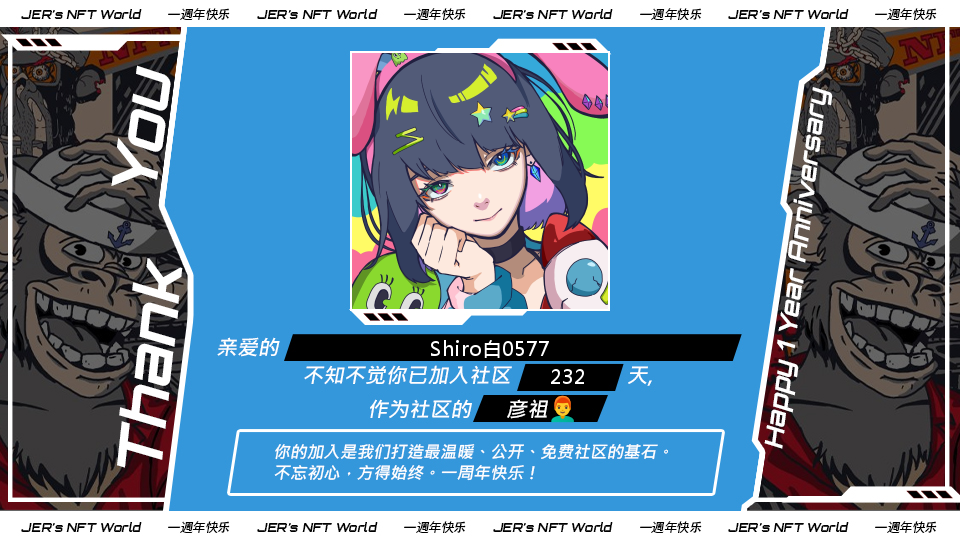 JER's NFT World 一週年快乐 JER's NFT World 一週年快乐 JER's NFT World 一週年快乐 JER's NFT World 一週年快乐
Thank You
亲爱的 Shiro白0577
不知不觉你已加入社区 232 天,
作为社区的 彦祖👨‍🦰
你的加入是我们打造最温暖、公开、免费社区的基石。
不忘初心，方得始终。一周年快乐！
Happy 1 Year Anniversary
JER's NFT World 一週年快乐 JER's NFT World 一週年快乐 JER's NFT World 一週年快乐 JER's NFT World 一週年快乐